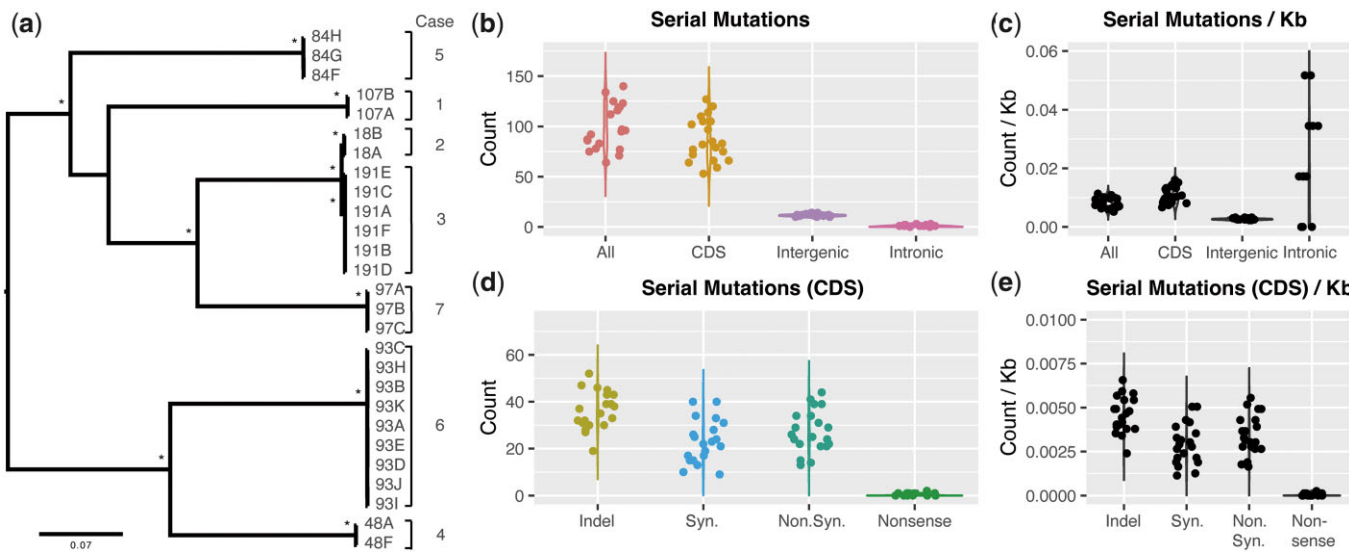 (a)
Case
84H
84G
84F
5
107B
107A
1
18B
18A
2
191E
191C
191A
191F
191B
191D
3
97A
97B
97C
7
93C
93H
93B
93K
93A
93E
93D
93J
93I
6
48A
48F
4
* * * * * * * * * * *
0.07
(b)
Serial Mutations
Count
150
100
50
0
All CDS Intergenic Intronic
(c)
Serial Mutations / Kb
Count / Kb
0.06
0.04
0.02
0.00
All CDS Intergenic Intronic
(d)
Serial Mutations (CDS)
Count
60
40
20
0
Indel Syn. Non.Syn. Nonsense
(e)
Serial Mutations (CDS) / Kb
Count / Kb
0.0100
0.0075
0.0050
0.0025
0.0000
Indel Syn. Non. Non-
Syn. sense